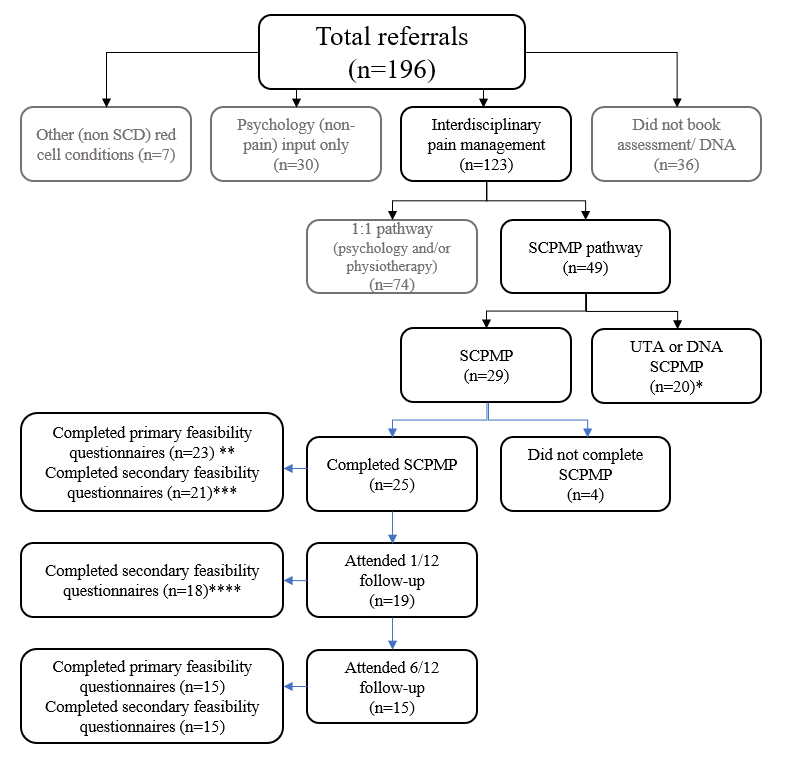 Total referrals
(n=196)
Other (non SCD) red
cell conditions (n=7)
Psychology (non-
pain) input only
(n=30)
Interdisciplinary
pain management
(n=123)
Did not book
assessment/ DNA
(n=36)
1:1 pathway
(psychology and/or
physiotherapy)
(n=74)
SCPMP pathway
(n=49)
SCPMP
(n=29)
UTA or DNA
SCPMP
(n=20)*
Completed primary feasibility
questionnaires (n=23) **
Completed secondary feasibility
questionnaires (n=21)***
Completed SCPMP
(n=25)
Did not complete
SCPMP
(n=4)
Completed secondary feasibility
questionnaires (n=18)****
Attended 1/12
follow-up
(n=19)
Completed primary feasibility
questionnaires (n=15)
Completed secondary feasibility
questionnaires (n=15)
Attended 6/12
follow-up
(n=15)